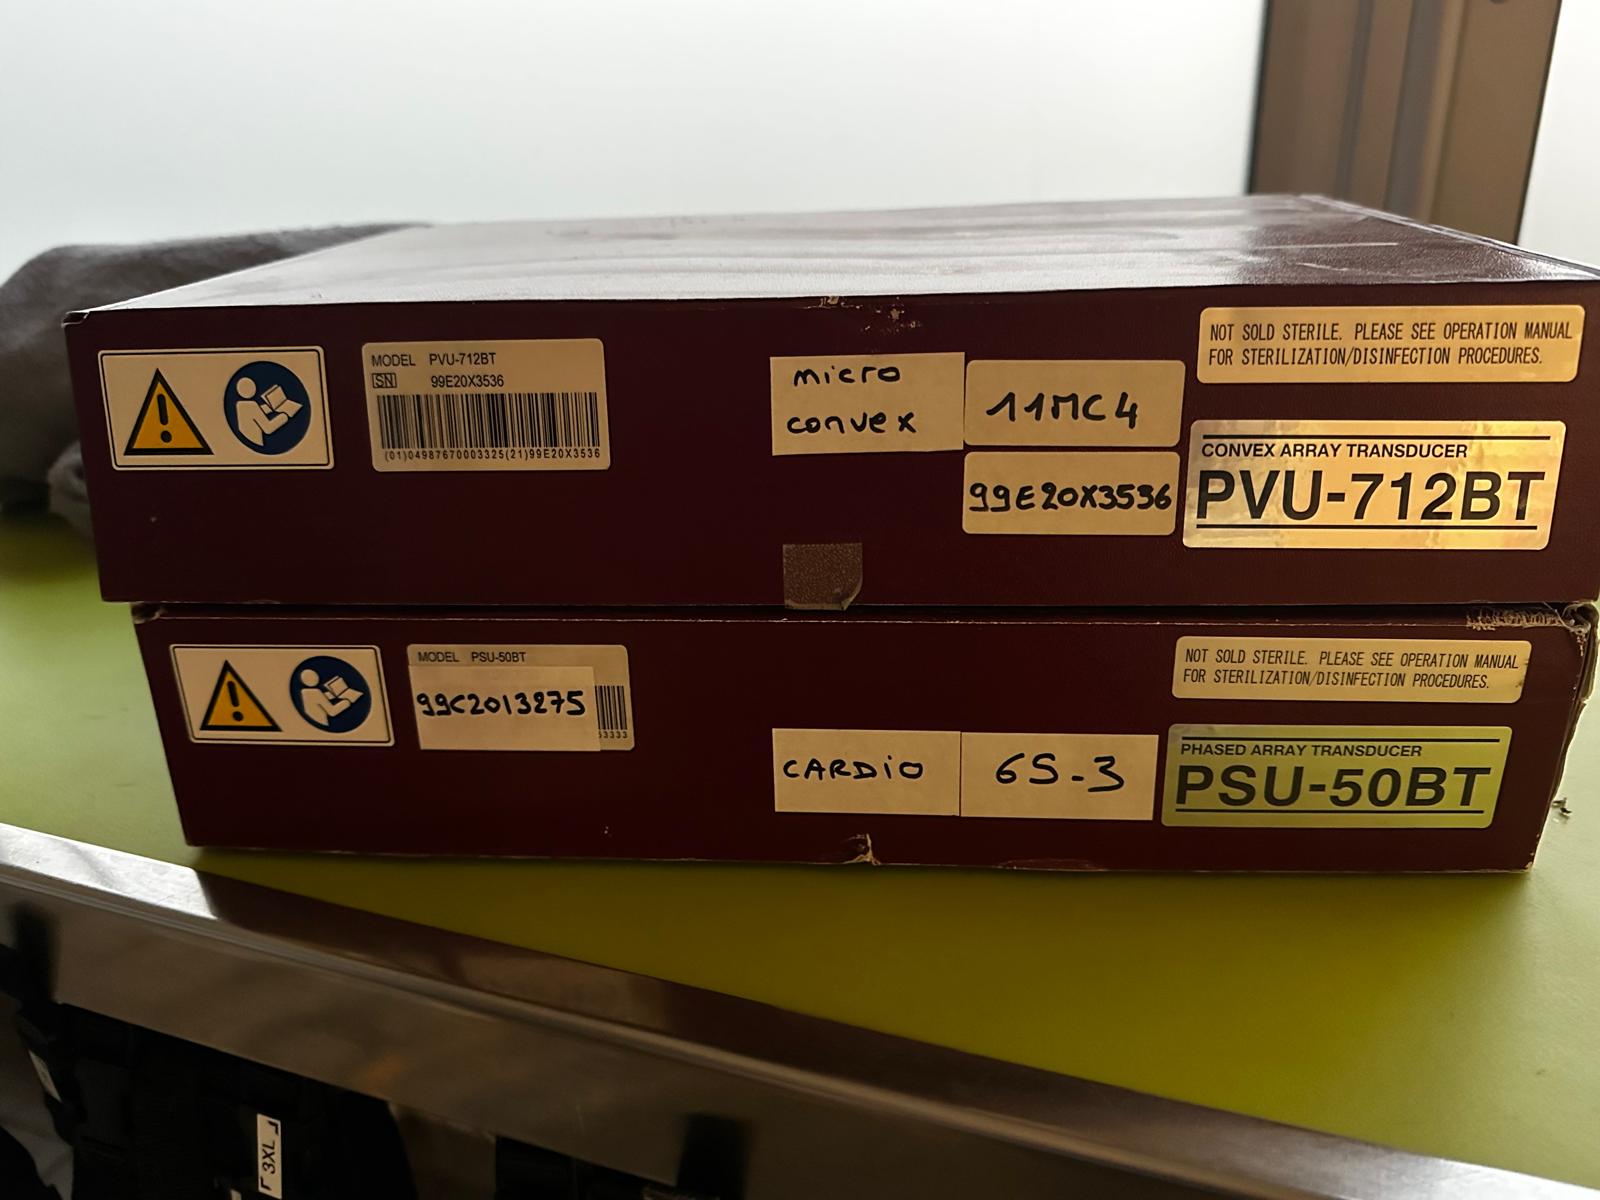 MODEL PVU-712BT
SN 99E20X3536
(01)04987670003325(21)99E20X3536
micro
convex
11MC4
99E20X3536
NOT SOLD STERILE. PLEASE SEE OPERATION MANUAL
FOR STERILIZATION/DISINFECTION PROCEDURES.
CONVEX ARRAY TRANSDUCER
PVU-712BT
MODEL PSU-50BT
99C2013275
53333
CARDiO
6S-3
NOT SOLD STERILE. PLEASE SEE OPERATION MANUAL
FOR STERILIZATION/DISINFECTION PROCEDURES.
PHASED ARRAY TRANSDUCER
PSU-50BT
3XL